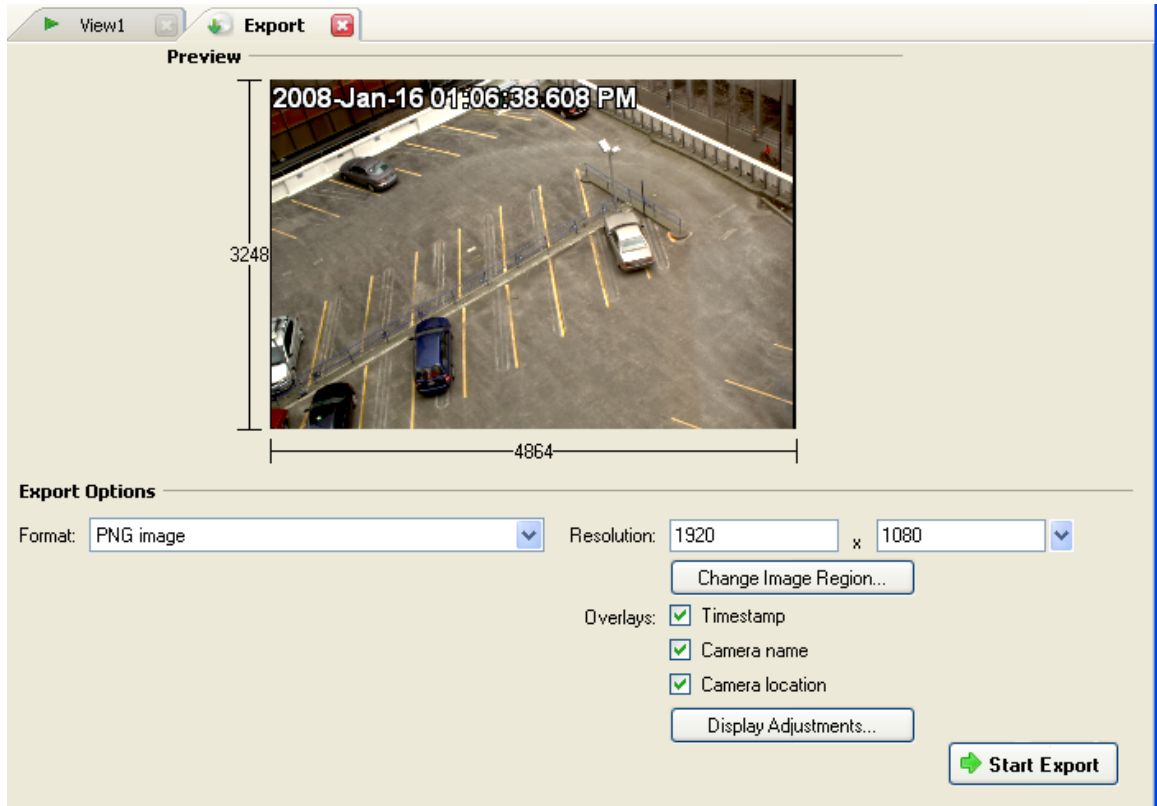 View1 Export
Preview
2008-Jan-16 01:06:38.608 PM
3248
4864
Export Options
Format: PNG image Resolution: 1920 x 1080
Change Image Region...
Overlays: Timestamp
Camera name
Camera location
Display Adjustments...
Start Export